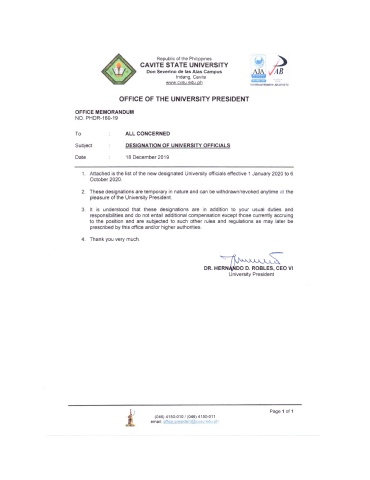 Republic of the Philippines
CAVITE STATE UNIVERSITY
Don Severino de las Alas Campus
Indang, Cavite
www.cvsu.edu.ph
AJA
PAB
OFFICE OF THE UNIVERSITY PRESIDENT
OFFICE MEMORANDUM
NO. PHDR-186-19
To : ALL CONCERNED
Subject : DESIGNATION OF UNIVERSITY OFFICIALS
Date : 18 December 2019
1. Attached is the list of the new designated University officials effective 1 January 2020 to 6
October 2020.
2. These designations are temporary in nature and can be withdrawn/revoked anytime at the
pleasure of the University President.
3. It is understood that these designations are in addition to your usual duties and
responsibilities and do not entail additional compensation except those currently accruing
to the position and are subjected to such other rules and regulations as may later be
prescribed by this office and/or higher authorities.
4. Thank you very much.
DR. HERNANDO D. ROBLES, CEO VI
University President
Page 1 of 1
(046) 4150-010 / (046) 4150-011
email: office.president@cvsu.edu.ph